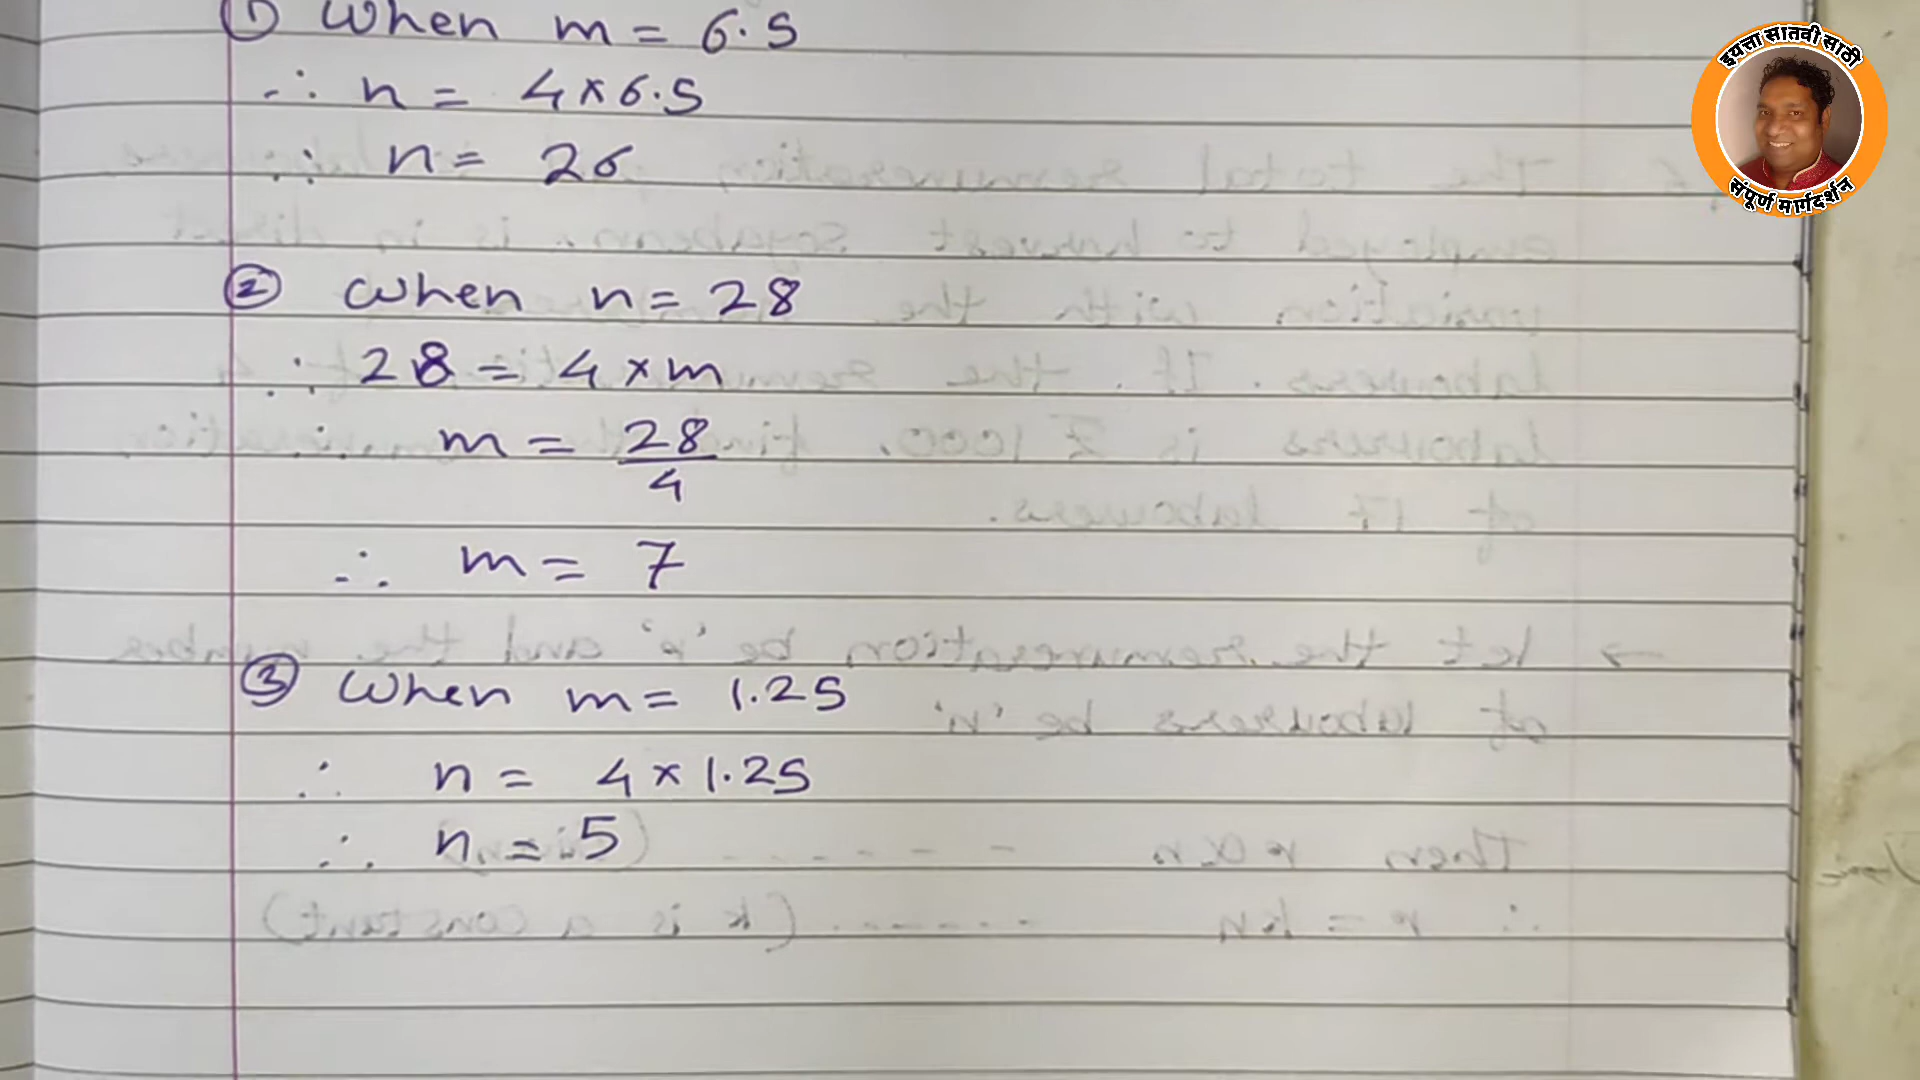 ① When m = 6.5
∴ n = 4 × 6.5
∴ n = 26
② When n = 28
∴ 28 = 4 × m
∴ m = 28/4
∴ m = 7
③ When m = 1.25
∴ n = 4 × 1.25
∴ n = 5
इयत्ता सातवी साठी
संपूर्ण मार्गदर्शन